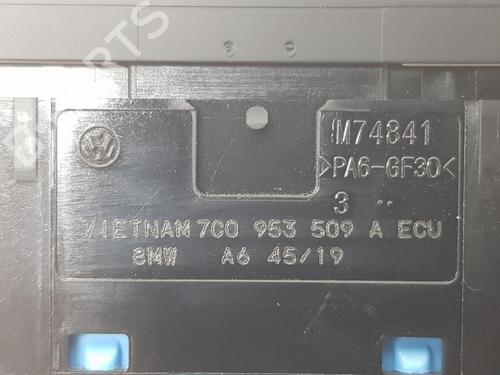 M74841
>PA6-GF30<
3
VIETNAM 7C0 953 509 A ECU
8MW A6 45/19